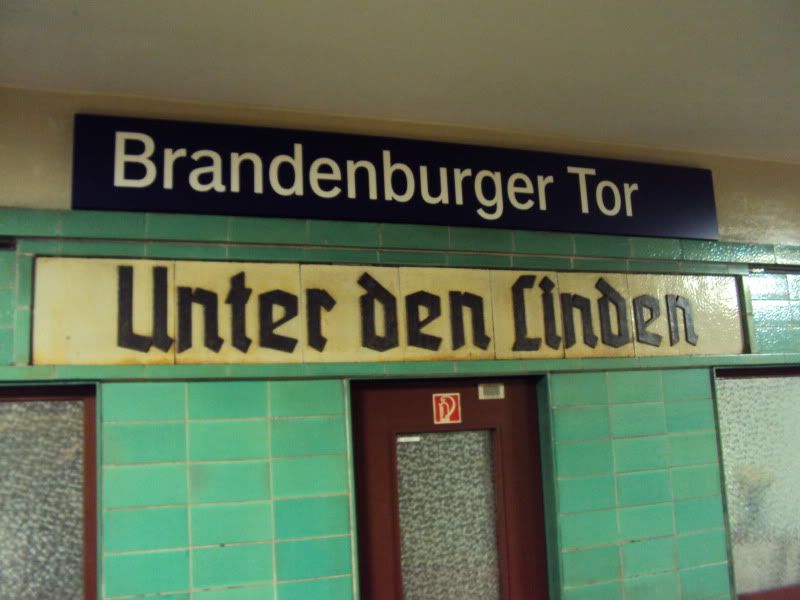 Brandenburger Tor
Unter den Linden